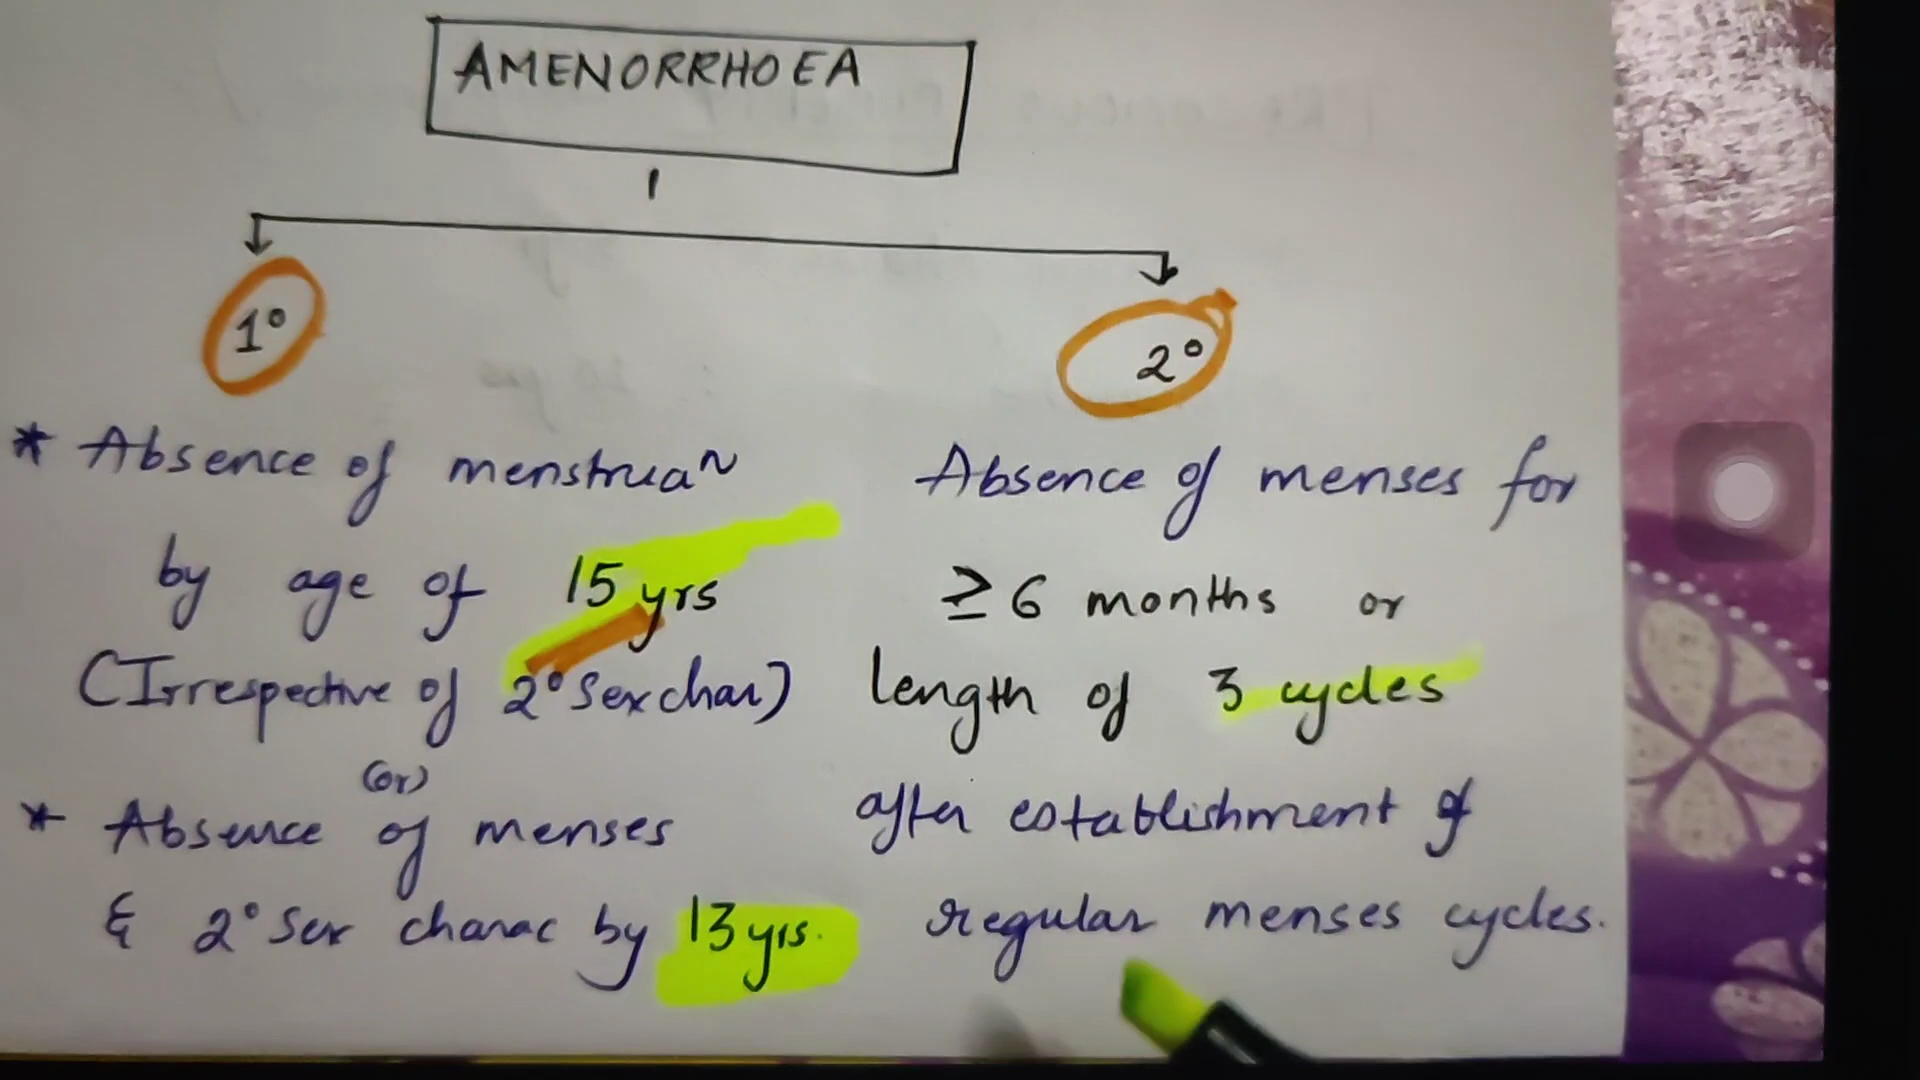 AMENORRHOEA
1°
2°
* Absence of menstrua~
by age of 15 yrs
(Irrespective of 2° Sex char)
(or)
* Absence of menses
& 2° Sex charac by 13 yrs.
Absence of menses for
≥ 6 months or
length of 3 cycles
after establishment of
regular menses cycles.